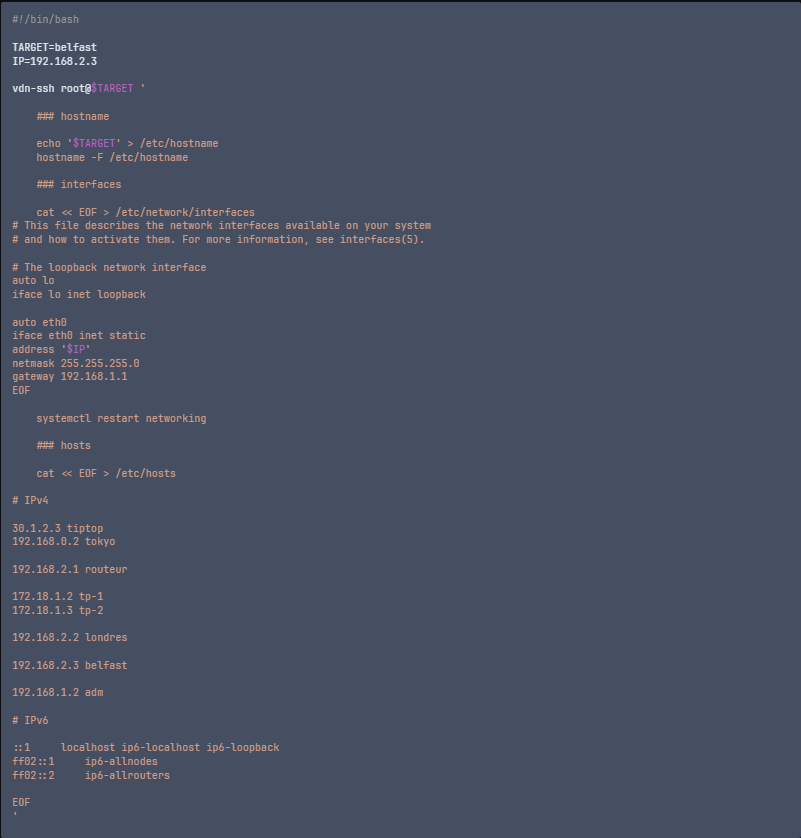 #!/bin/bash

TARGET=belfast
IP=192.168.2.3

vdn-ssh root@$TARGET '

    ### hostname

    echo '$TARGET' > /etc/hostname
    hostname -F /etc/hostname

    ### interfaces

    cat << EOF > /etc/network/interfaces
# This file describes the network interfaces available on your system
# and how to activate them. For more information, see interfaces(5).

# The loopback network interface
auto lo
iface lo inet loopback

auto eth0
iface eth0 inet static
address '$IP'
netmask 255.255.255.0
gateway 192.168.1.1
EOF

    systemctl restart networking

    ### hosts

    cat << EOF > /etc/hosts

# IPv4

30.1.2.3 tiptop
192.168.0.2 tokyo

192.168.2.1 routeur

172.18.1.2 tp-1
172.18.1.3 tp-2

192.168.2.2 londres

192.168.2.3 belfast

192.168.1.2 adm

# IPv6

::1     localhost ip6-localhost ip6-loopback
ff02::1     ip6-allnodes
ff02::2     ip6-allrouters

EOF
'